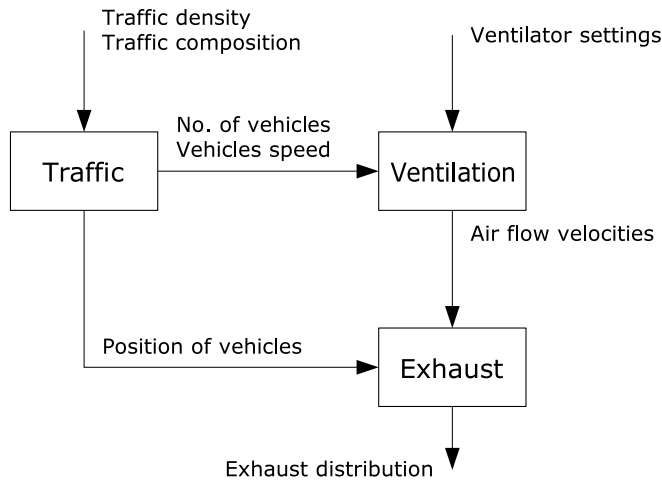 Traffic density
Traffic composition
Ventilator settings
No. of vehicles
Vehicles speed
Traffic
Ventilation
Air flow velocities
Position of vehicles
Exhaust
Exhaust distribution